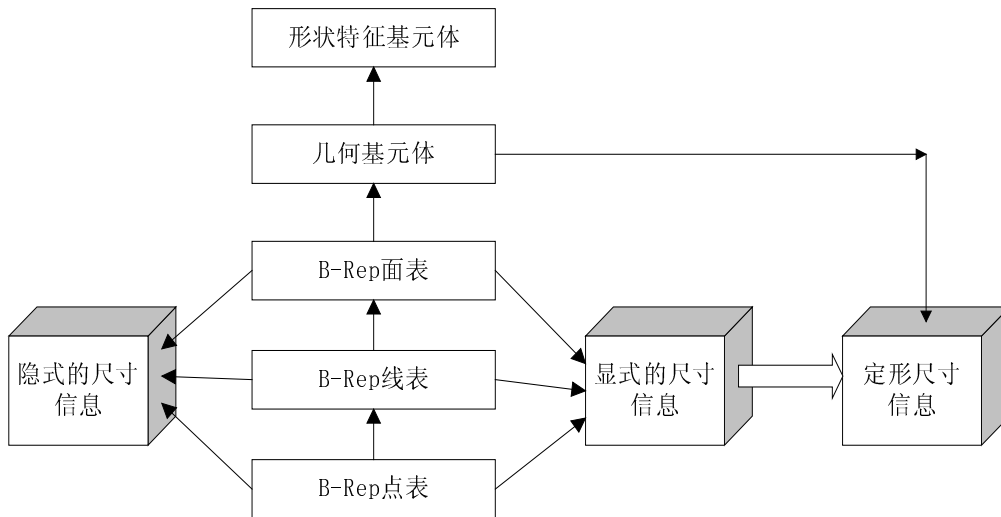 形状特征基元体
几何基元体
B-Rep面表
隐式的尺寸
信息
B-Rep线表
显式的尺寸
信息
定形尺寸
信息
B-Rep点表